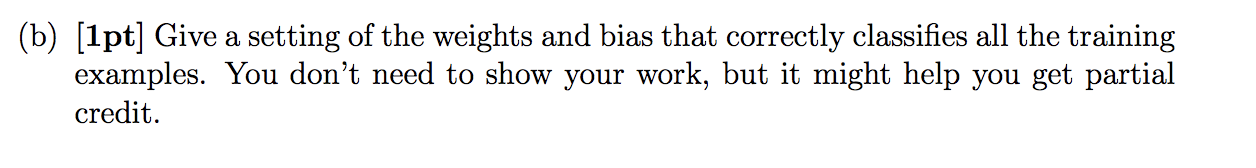 (b) [1pt] Give a setting of the weights and bias that correctly classifies all the training
examples. You don't need to show your work, but it might help you get partial
credit.